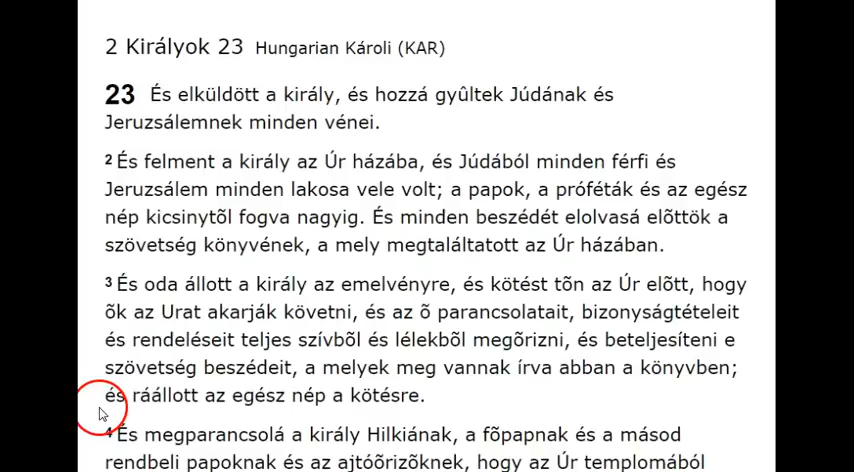 2 Királyok 23 Hungarian Károli (KAR)
23 És elküldött a király, és hozzá gyûltek Júdának és
Jeruzsálemnek minden vénei.
2 És felment a király az Úr házába, és Júdából minden férfi és
Jeruzsálem minden lakosa vele volt; a papok, a próféták és az egész
nép kicsinytõl fogva nagyig. És minden beszédét elolvasá elõttök a
szövetség könyvének, a mely megtaláltatott az Úr házában.
3 És oda állott a király az emelvényre, és kötést tõn az Úr elõtt, hogy
õk az Urat akarják követni, és az õ parancsolatait, bizonyságtételeit
és rendeléseit teljes szívbõl és lélekbõl megõrizni, és beteljesíteni e
szövetség beszédeit, a melyek meg vannak írva abban a könyvben;
és ráállott az egész nép a kötésre.
4 És megparancsolá a király Hilkiának, a fõpapnak és a másod
rendbeli papoknak és az ajtóõrizõknek, hogy az Úr templomából